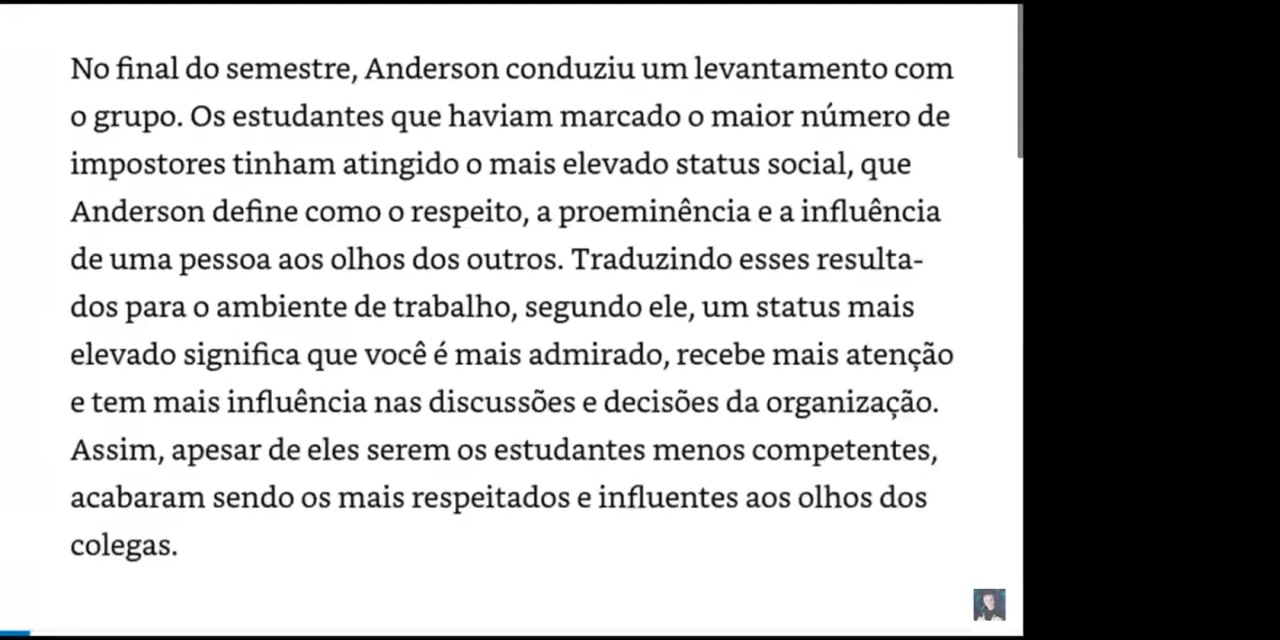 No final do semestre, Anderson conduziu um levantamento com
o grupo. Os estudantes que haviam marcado o maior número de
impostores tinham atingido o mais elevado status social, que
Anderson define como o respeito, a proeminência e a influência
de uma pessoa aos olhos dos outros. Traduzindo esses resulta-
dos para o ambiente de trabalho, segundo ele, um status mais
elevado significa que você é mais admirado, recebe mais atenção
e tem mais influência nas discussões e decisões da organização.
Assim, apesar de eles serem os estudantes menos competentes,
acabaram sendo os mais respeitados e influentes aos olhos dos
colegas.